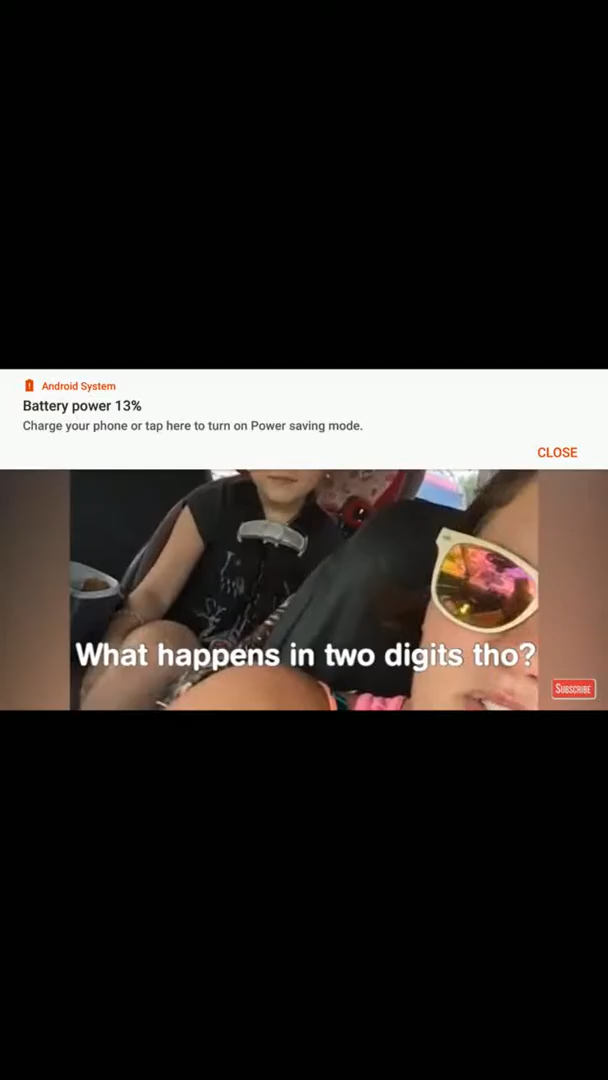 Android System
Battery power 13%
Charge your phone or tap here to turn on Power saving mode.
CLOSE
What happens in two digits tho?
SUBSCRIBE